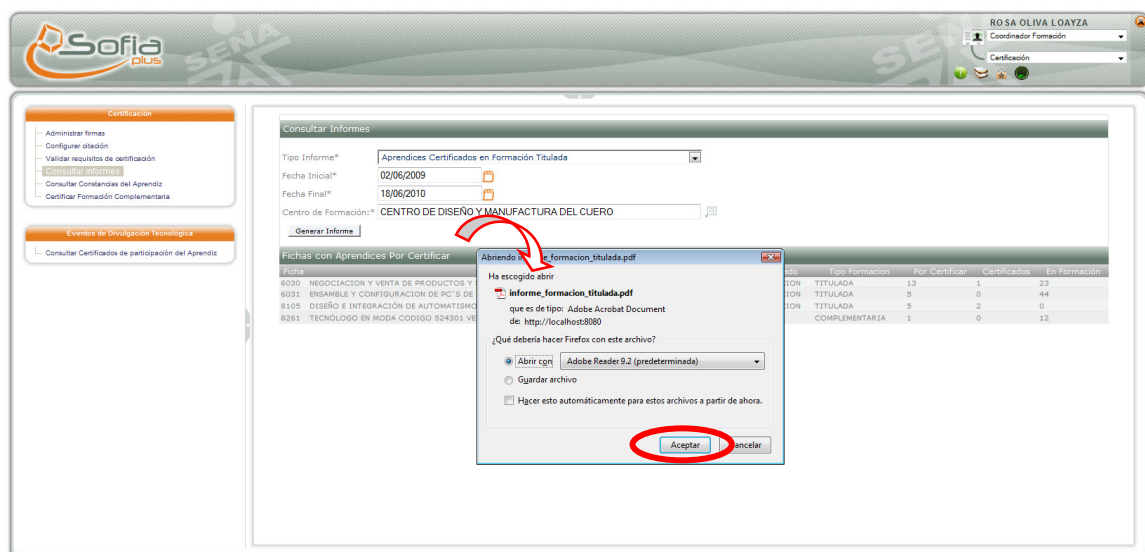 Sofia
plus
SENA
SENA
ROSA OLIVA LOAYZA
Coordinador Formación
Certificación
Certificación
Administrar firmas
Configurar citación
Validar requisitos de certificación
Consultar Informes
Consultar Constancias del Aprendiz
Certificar Formación Complementaria
Eventos de Divulgación Tecnológica
Consultar Certificados de participación del Aprendiz
Consultar Informes
Tipo Informe* Aprendices Certificados en Formación Titulada
Fecha Inicial* 02/06/2009
Fecha Final* 18/06/2010
Centro de Formación:* CENTRO DE DISEÑO Y MANUFACTURA DEL CUERO
Generar Informe
Fichas con Aprendices Por Certificar
Ficha Tipo Formacion Por Certificar Certificados En Formación
6030 NEGOCIACION Y VENTA DE PRODUCTOS Y TITULADA 13 1 23
6031 ENSAMBLE Y CONFIGURACION DE PC`S DE TITULADA 5 0 44
8105 DISEÑO E INTEGRACIÓN DE AUTOMATISMO TITULADA 5 2 0
8261 TECNÓLOGO EN MODA CODIGO 524301 VE COMPLEMENTARIA 1 0 12
Abriendo e_formacion_titulada.pdf
Ha escogido abrir
informe_formacion_titulada.pdf
que es de tipo: Adobe Acrobat Document
de: http://localhost:8080
¿Qué debería hacer Firefox con este archivo?
Abrir con Adobe Reader 9.2 (predeterminada)
Guardar archivo
Hacer esto automáticamente para estos archivos a partir de ahora.
Aceptar Cancelar